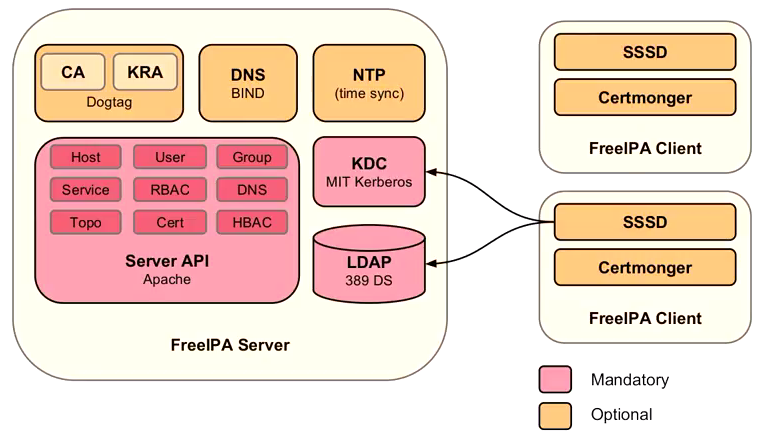 CA
KRA
Dogtag
DNS
BIND
NTP
(time sync)
Host
User
Group
Service
RBAC
DNS
Topo
Cert
HBAC
Server API
Apache
KDC
MIT Kerberos
LDAP
389 DS
FreeIPA Server
SSSD
Certmonger
FreeIPA Client
SSSD
Certmonger
FreeIPA Client
Mandatory
Optional